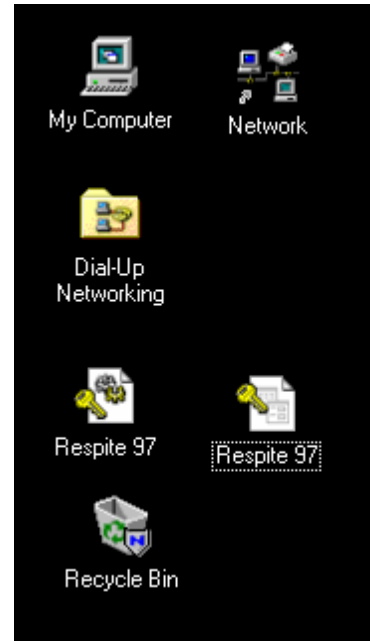 My Computer
Network
Dial-Up
Networking
Respite 97
Respite 97
Recycle Bin